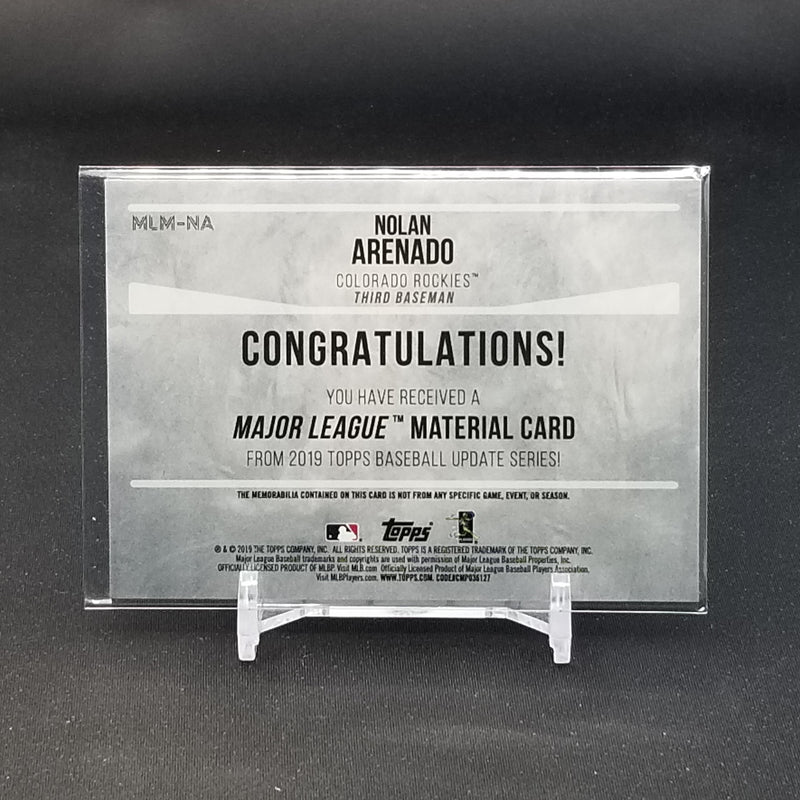 MLM-NA
NOLAN
ARENADO
COLORADO ROCKIES™
THIRD BASEMAN
CONGRATULATIONS!
YOU HAVE RECEIVED A
MAJOR LEAGUE™ MATERIAL CARD
FROM 2019 TOPPS BASEBALL UPDATE SERIES!
THE MEMORABILIA CONTAINED ON THIS CARD IS NOT FROM ANY SPECIFIC GAME, EVENT, OR SEASON.
topps
® & © 2019 THE TOPPS COMPANY, INC. ALL RIGHTS RESERVED. TOPPS IS A REGISTERED TRADEMARK OF THE TOPPS COMPANY, INC.
Major League Baseball trademarks and copyrights are used with permission of Major League Baseball Properties, Inc.
OFFICIALLY LICENSED PRODUCT OF MLBP. Visit MLB.com Officially Licensed Product of Major League Baseball Players Association.
Visit MLBPlayers.com. WWW.TOPPS.COM. CODE#CMP036127